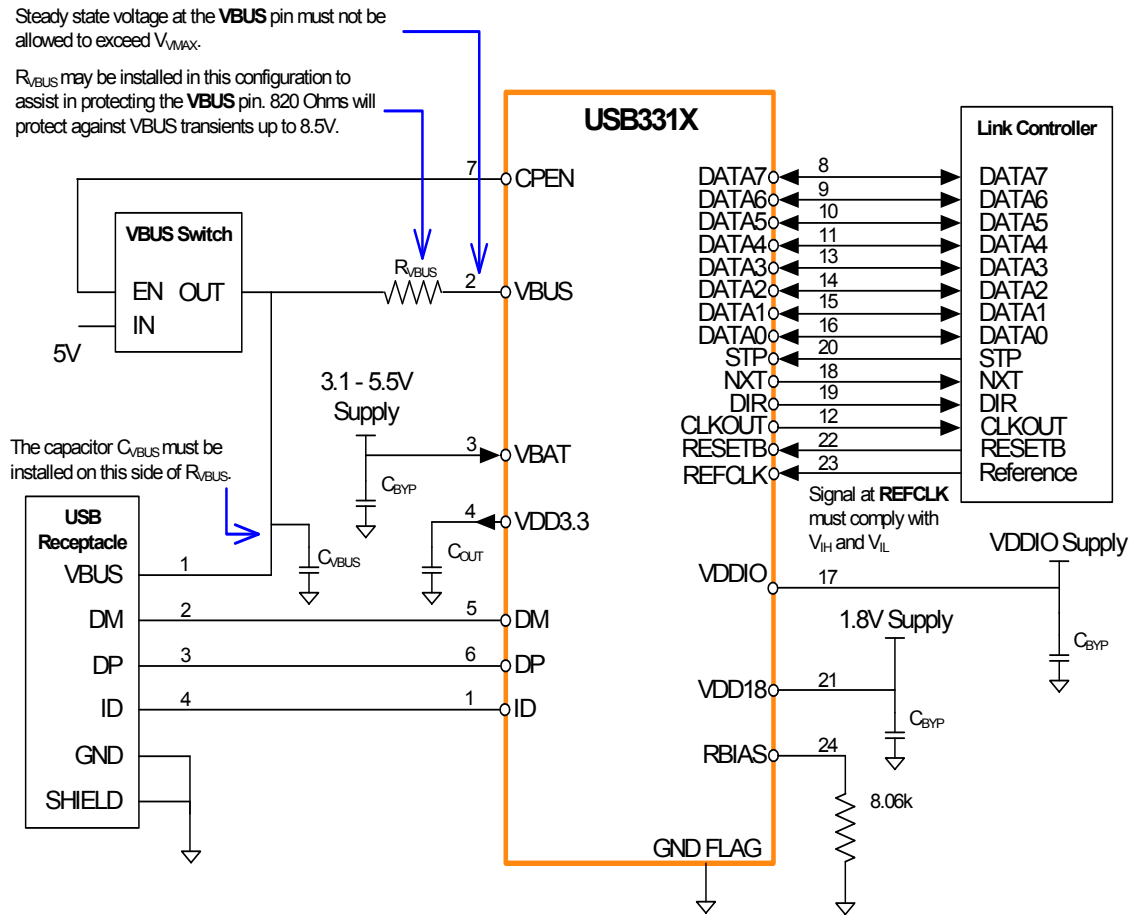 Steady state voltage at the VBUS pin must not be
allowed to exceed VVMAX.
RVBUS may be installed in this configuration to
assist in protecting the VBUS pin. 820 Ohms will
protect against VBUS transients up to 8.5V.
USB331X
7
CPEN
VBUS Switch
EN OUT
IN
5V
RVBUS
2
VBUS
3.1 - 5.5V
Supply
3
VBAT
CBYP
4
VDD3.3
COUT
The capacitor CVBUS must be
installed on this side of RVBUS.
CVBUS
USB
Receptacle
VBUS 1
DM 2
5 DM
DP 3
6 DP
ID 4
1 ID
GND
SHIELD
GND FLAG
Link Controller
DATA7 8 DATA7
DATA6 9 DATA6
DATA5 10 DATA5
DATA4 11 DATA4
DATA3 13 DATA3
DATA2 14 DATA2
DATA1 15 DATA1
DATA0 16 DATA0
STP 20 STP
NXT 18 NXT
DIR 19 DIR
CLKOUT 12 CLKOUT
RESETB 22 RESETB
REFCLK 23 Reference
Signal at REFCLK
must comply with
VIH and VIL
VDDIO Supply
VDDIO 17
CBYP
1.8V Supply
VDD18 21
CBYP
RBIAS 24
8.06k